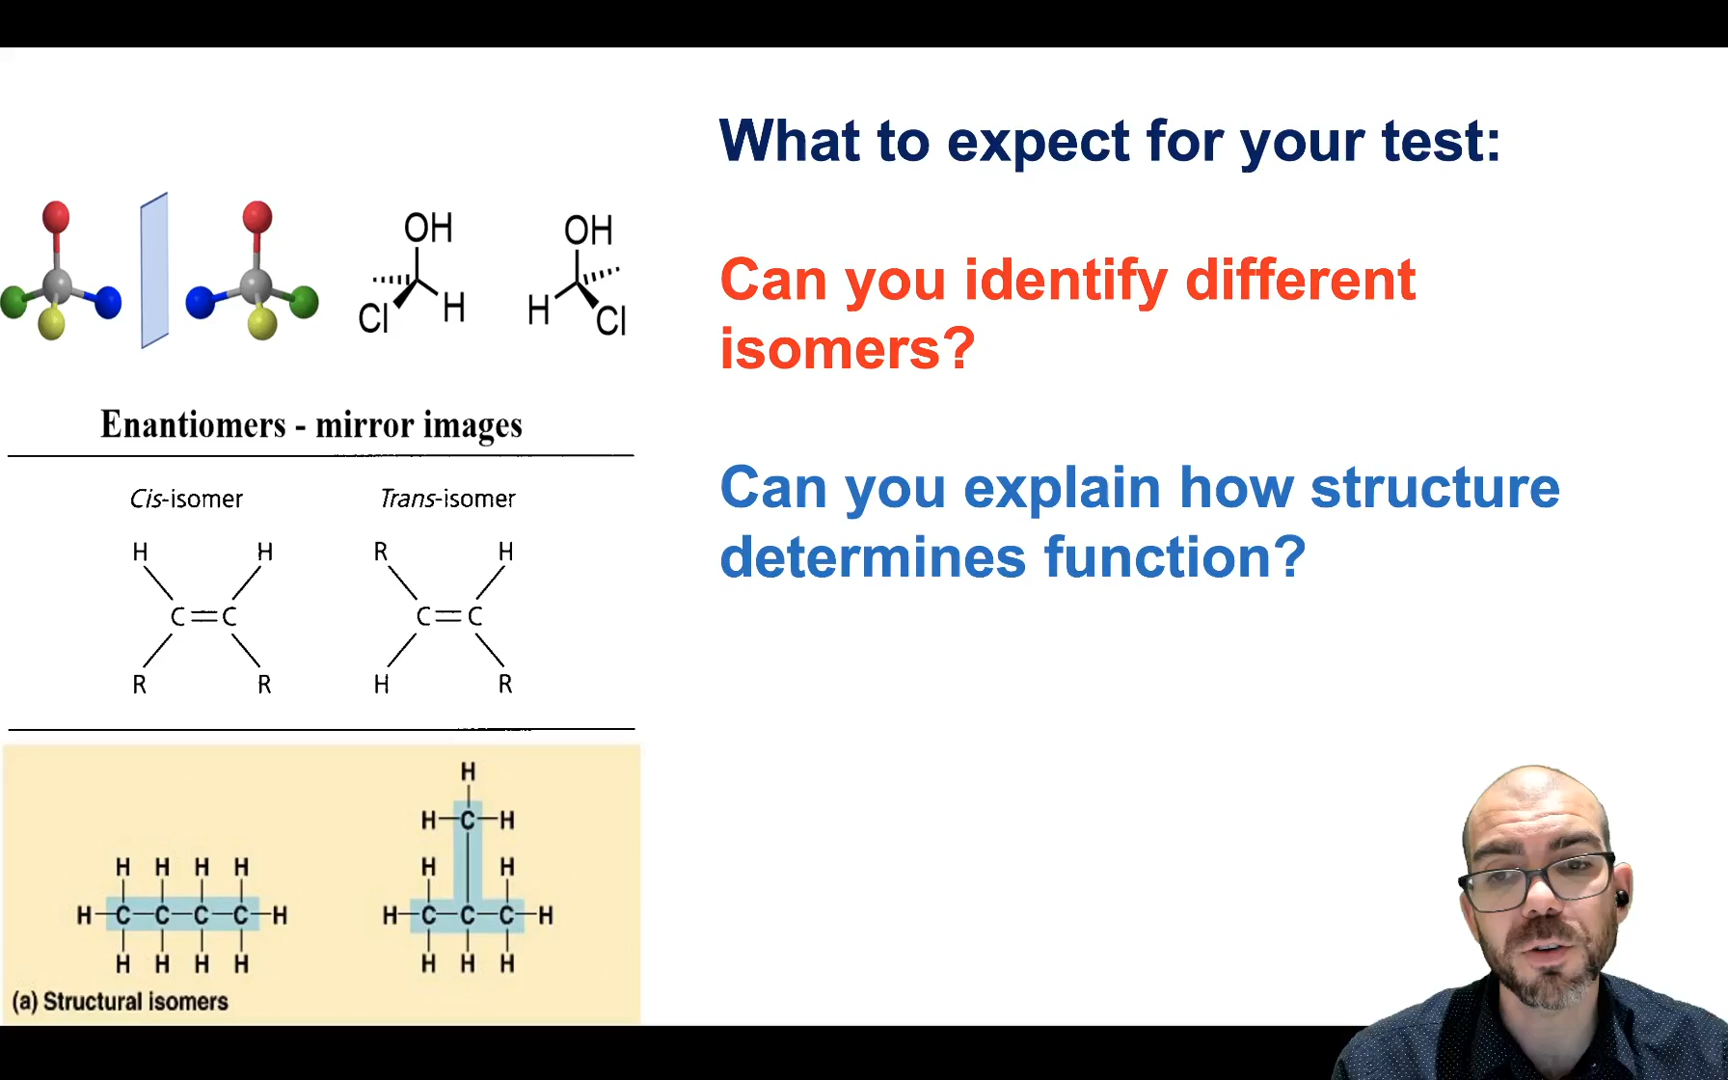 What to expect for your test:
Can you identify different
isomers?
Can you explain how structure
determines function?
OH
Cl
H
OH
H
Cl
Enantiomers - mirror images
Cis-isomer
Trans-isomer
H H
C=C
R R
R H
C=C
H R
H H H H
H-C-C-C-C-H
H H H H
H
H-C-H
H H
H-C-C-C-H
H H H
(a) Structural isomers